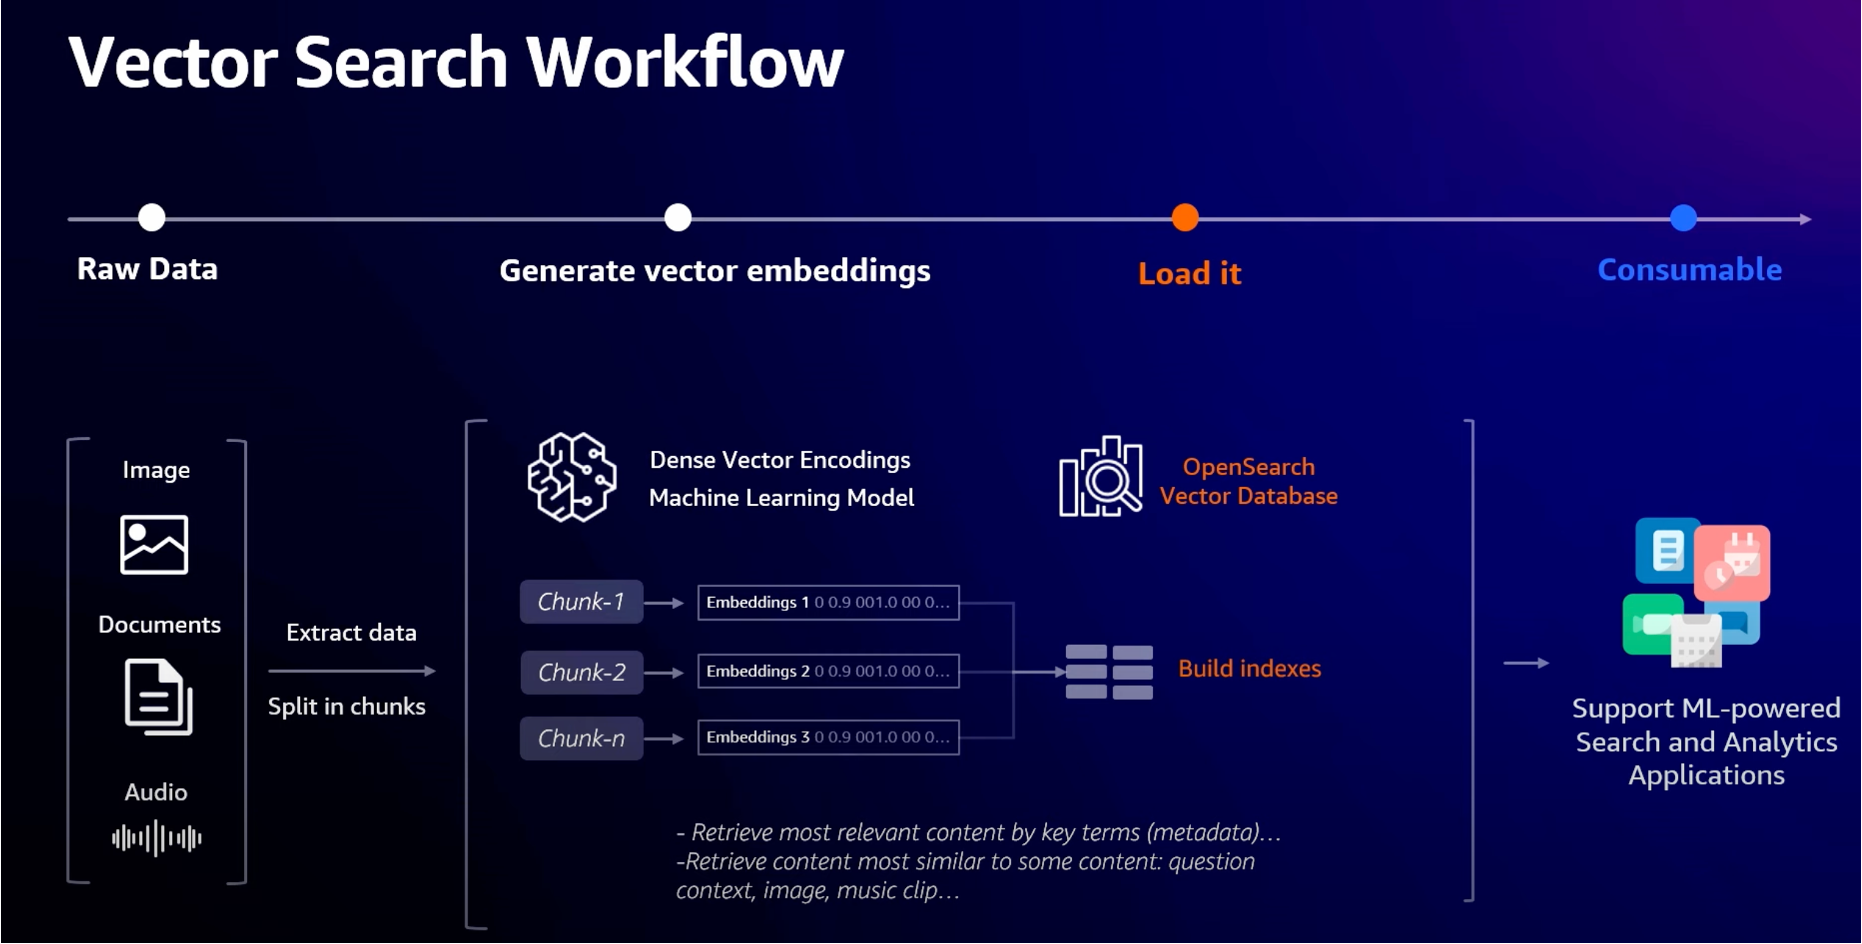 Vector Search Workflow
Raw Data
Generate vector embeddings
Load it
Consumable
Image
Documents
Audio
Extract data
Split in chunks
Dense Vector Encodings
Machine Learning Model
Chunk-1
Embeddings 1 0 0.9 001.0 00 0...
Chunk-2
Embeddings 2 0 0.9 001.0 00 0...
Chunk-n
Embeddings 3 0 0.9 001.0 00 0...
OpenSearch
Vector Database
Build indexes
- Retrieve most relevant content by key terms (metadata)...
-Retrieve content most similar to some content: question
context, image, music clip...
Support ML-powered
Search and Analytics
Applications